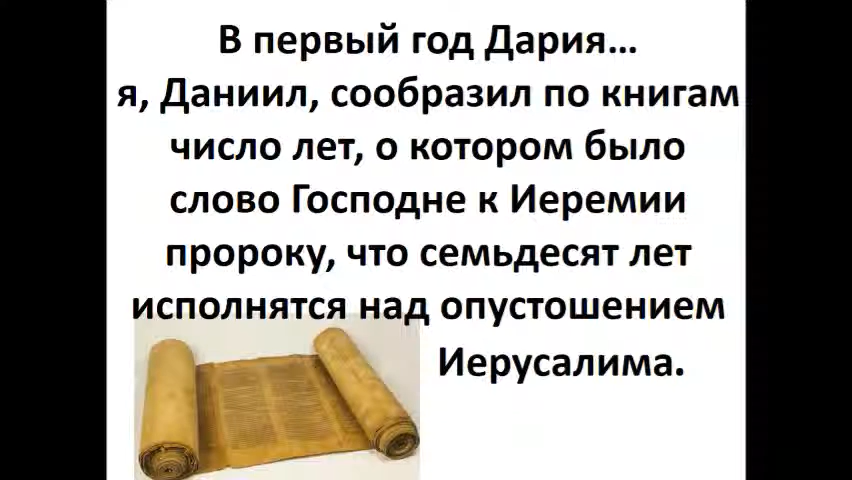 В первый год Дария...
я, Даниил, сообразил по книгам
число лет, о котором было
слово Господне к Иеремии
пророку, что семьдесят лет
исполнятся над опустошением
Иерусалима.